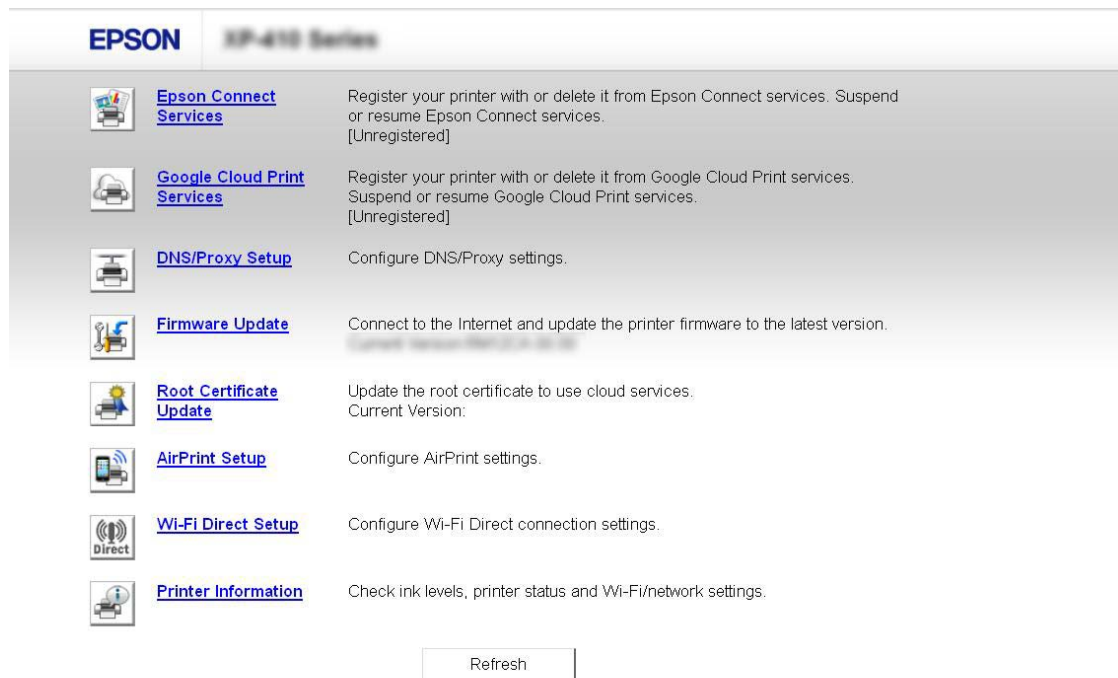 EPSON
XP-410 Series
Epson Connect
Services
Register your printer with or delete it from Epson Connect services. Suspend
or resume Epson Connect services.
[Unregistered]
Google Cloud Print
Services
Register your printer with or delete it from Google Cloud Print services.
Suspend or resume Google Cloud Print services.
[Unregistered]
DNS/Proxy Setup
Configure DNS/Proxy settings.
Firmware Update
Connect to the Internet and update the printer firmware to the latest version.
Current Version
Root Certificate
Update
Update the root certificate to use cloud services.
Current Version:
AirPrint Setup
Configure AirPrint settings.
Direct
Wi-Fi Direct Setup
Configure Wi-Fi Direct connection settings.
Printer Information
Check ink levels, printer status and Wi-Fi/network settings.
Refresh